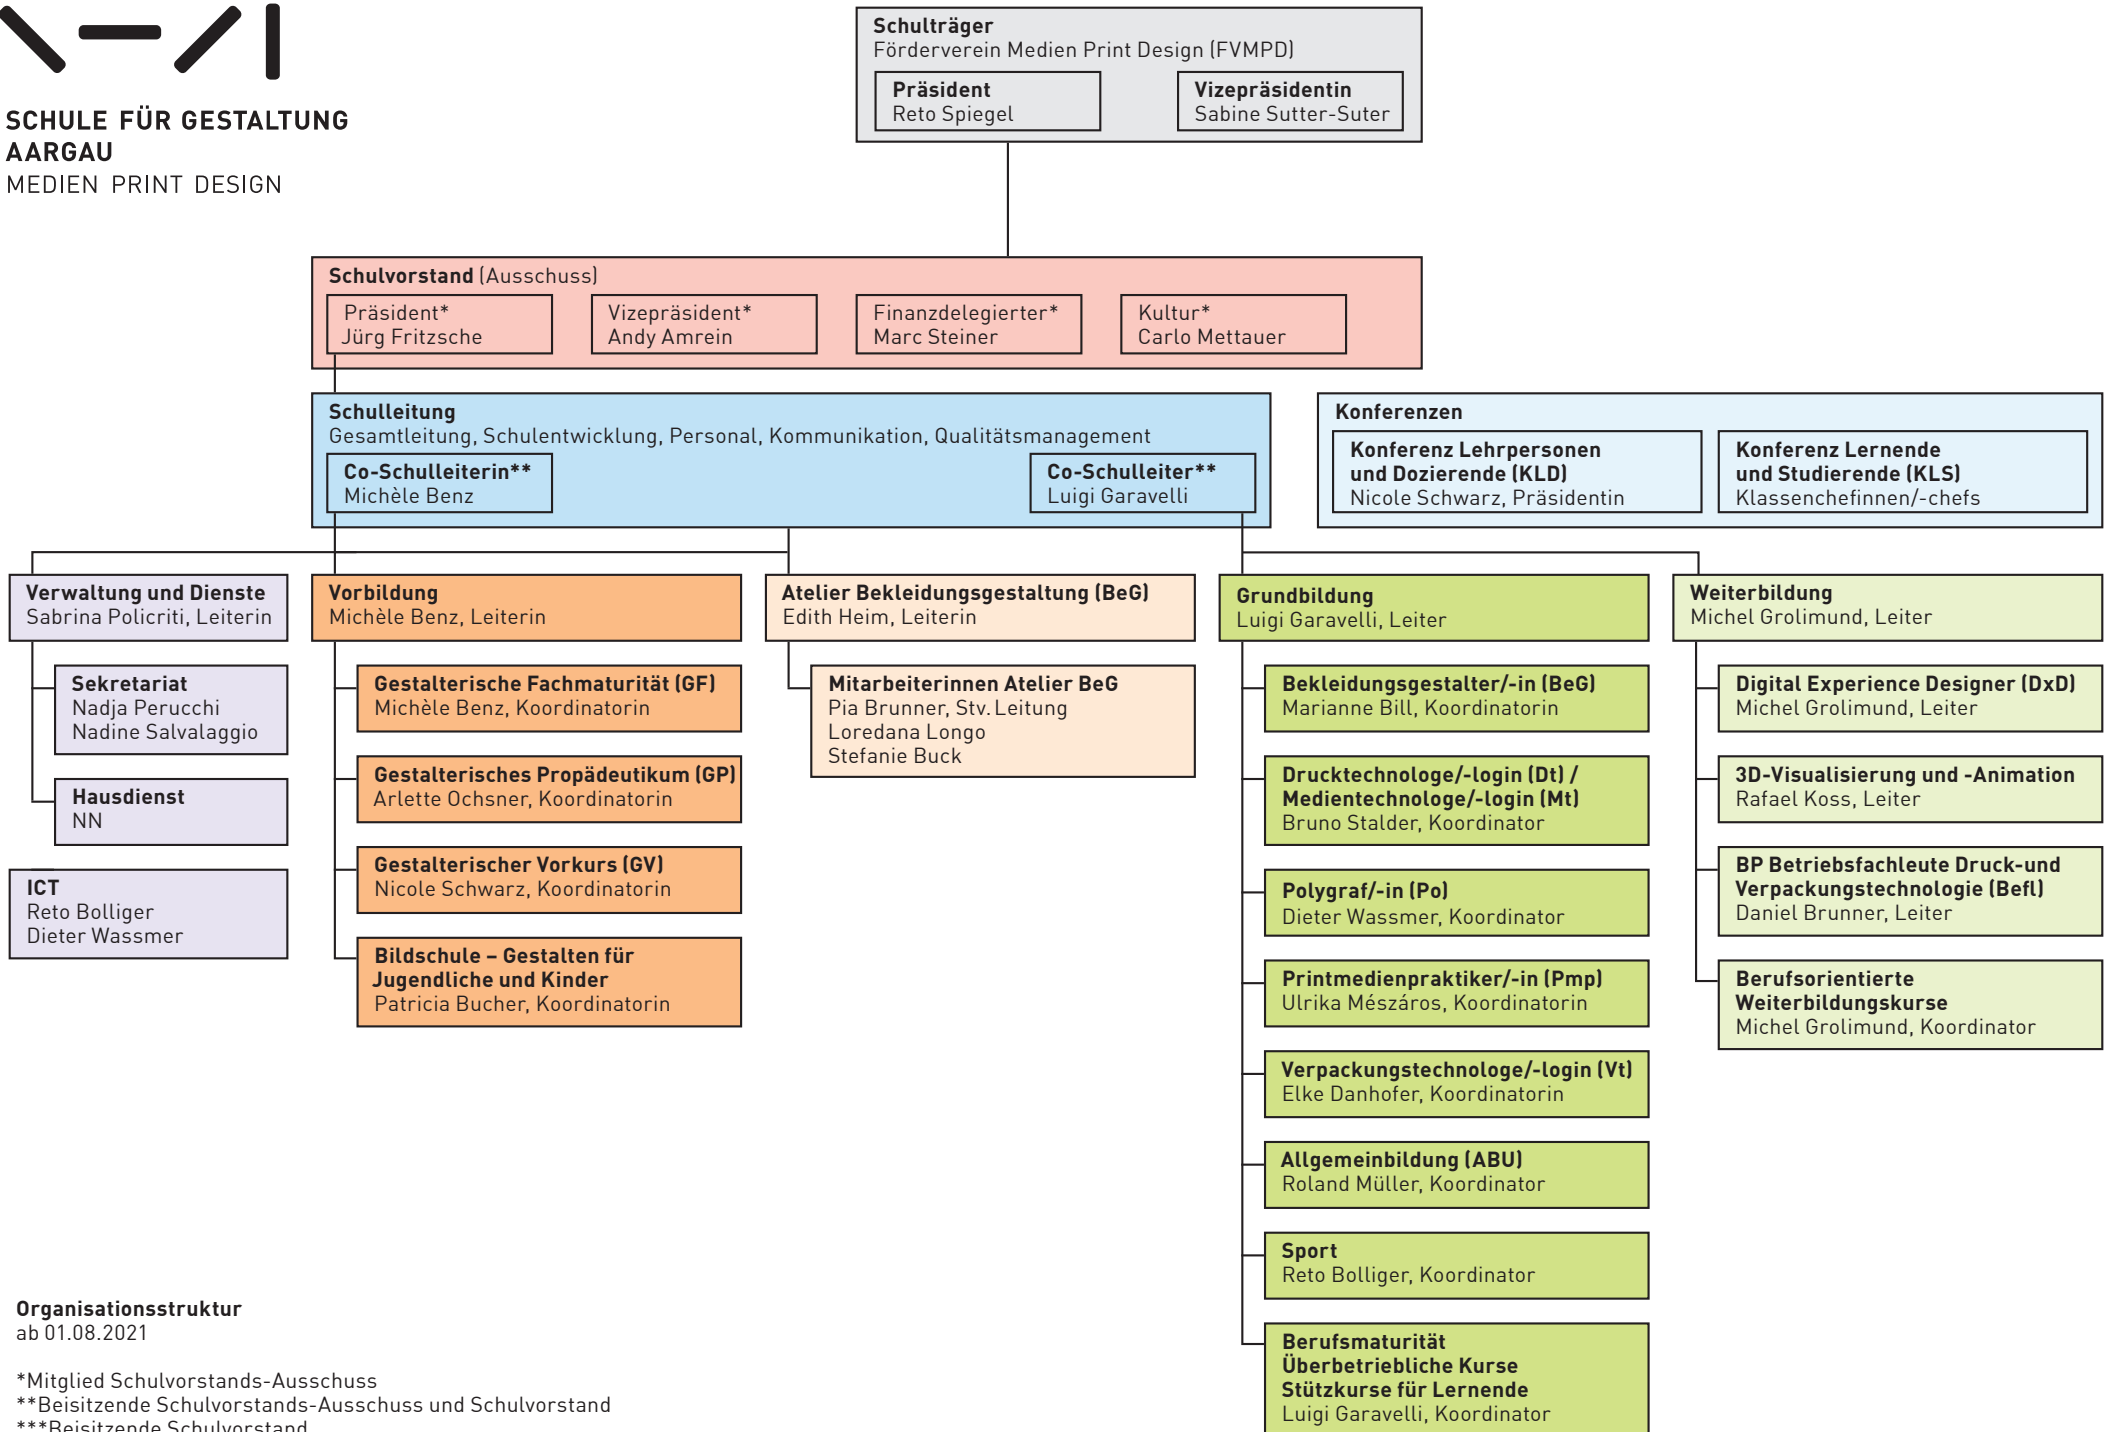 SCHULE FÜR GESTALTUNG
AARGAU
MEDIEN PRINT DESIGN
Schulträger
Förderverein Medien Print Design (FVMPD)
Präsident
Reto Spiegel
Vizepräsidentin
Sabine Sutter-Suter
Schulvorstand (Ausschuss)
Präsident*
Jürg Fritzsche
Vizepräsident*
Andy Amrein
Finanzdelegierter*
Marc Steiner
Kultur*
Carlo Mettauer
Schulleitung
Gesamtleitung, Schulentwicklung, Personal, Kommunikation, Qualitätsmanagement
Co-Schulleiterin**
Michèle Benz
Co-Schulleiter**
Luigi Garavelli
Konferenzen
Konferenz Lehrpersonen
und Dozierende (KLD)
Nicole Schwarz, Präsidentin
Konferenz Lernende
und Studierende (KLS)
Klassenchefinnen/-chefs
Verwaltung und Dienste
Sabrina Policriti, Leiterin
Sekretariat
Nadja Perucchi
Nadine Salvalaggio
Hausdienst
NN
ICT
Reto Bolliger
Dieter Wassmer
Vorbildung
Michèle Benz, Leiterin
Gestalterische Fachmaturität (GF)
Michèle Benz, Koordinatorin
Gestalterisches Propädeutikum (GP)
Arlette Ochsner, Koordinatorin
Gestalterischer Vorkurs (GV)
Nicole Schwarz, Koordinatorin
Bildschule – Gestalten für
Jugendliche und Kinder
Patricia Bucher, Koordinatorin
Atelier Bekleidungsgestaltung (BeG)
Edith Heim, Leiterin
Mitarbeiterinnen Atelier BeG
Pia Brunner, Stv. Leitung
Loredana Longo
Stefanie Buck
Grundbildung
Luigi Garavelli, Leiter
Bekleidungsgestalter/-in (BeG)
Marianne Bill, Koordinatorin
Drucktechnologe/-login (Dt) /
Medientechnologe/-login (Mt)
Bruno Stalder, Koordinator
Polygraf/-in (Po)
Dieter Wassmer, Koordinator
Printmedienpraktiker/-in (Pmp)
Ulrika Mészáros, Koordinatorin
Verpackungstechnologe/-login (Vt)
Elke Danhofer, Koordinatorin
Allgemeinbildung (ABU)
Roland Müller, Koordinator
Sport
Reto Bolliger, Koordinator
Berufsmaturität
Überbetriebliche Kurse
Stützkurse für Lernende
Luigi Garavelli, Koordinator
Weiterbildung
Michel Grolimund, Leiter
Digital Experience Designer (DxD)
Michel Grolimund, Leiter
3D-Visualisierung und -Animation
Rafael Koss, Leiter
BP Betriebsfachleute Druck-und
Verpackungstechnologie (Befl)
Daniel Brunner, Leiter
Berufsorientierte
Weiterbildungskurse
Michel Grolimund, Koordinator
Organisationsstruktur
ab 01.08.2021
*Mitglied Schulvorstands-Ausschuss
**Beisitzende Schulvorstands-Ausschuss und Schulvorstand
***Beisitzende Schulvorstand